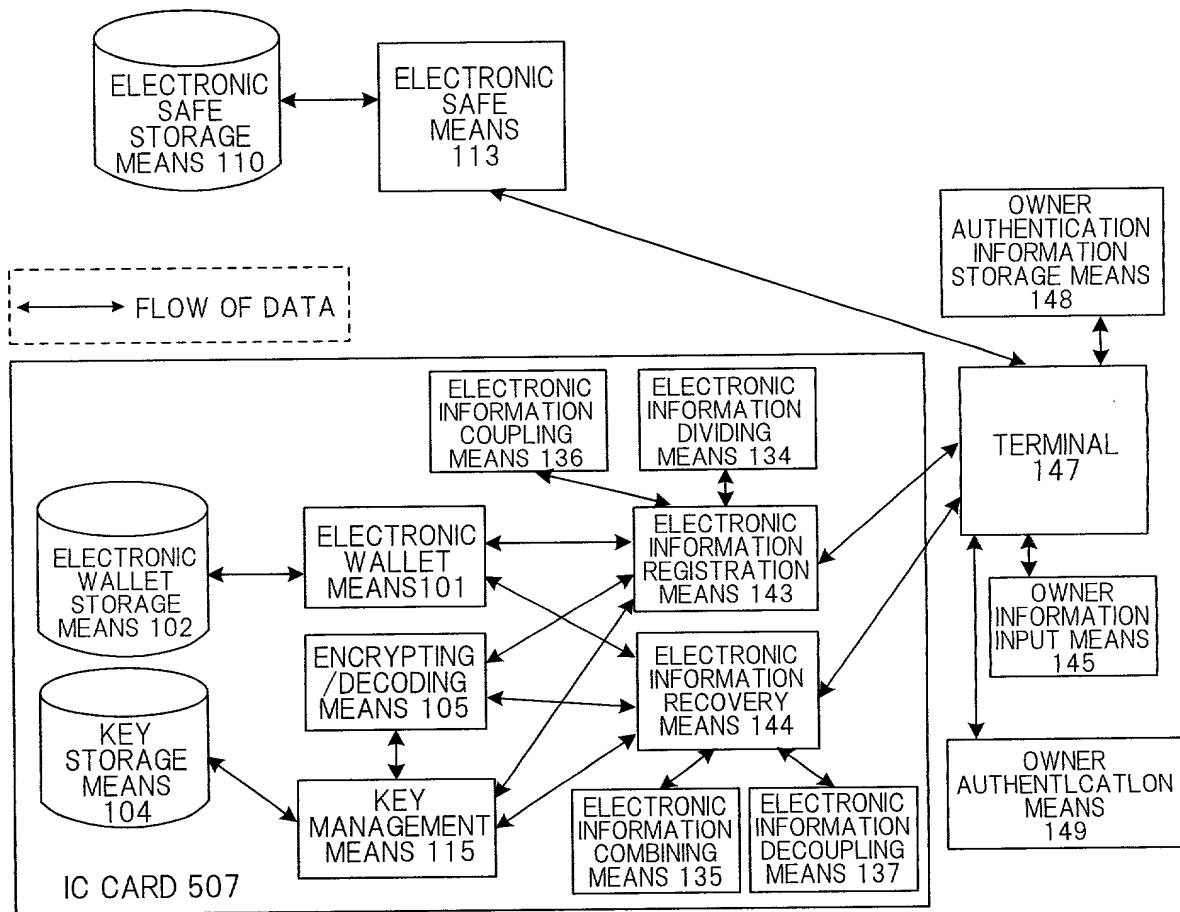 ELECTRONIC
SAFE
STORAGE
MEANS 110
ELECTRONIC
SAFE
MEANS
113
OWNER
AUTHENTICATION
INFORMATION
STORAGE MEANS
148
FLOW OF DATA
ELECTRONIC
INFORMATION
COUPLING
MEANS 136
ELECTRONIC
INFORMATION
DIVIDING
MEANS 134
TERMINAL
147
ELECTRONIC
WALLET
STORAGE
MEANS 102
ELECTRONIC
WALLET
MEANS101
ELECTRONIC
INFORMATION
REGISTRATION
MEANS 143
OWNER
INFORMATION
INPUT MEANS
145
ENCRYPTING
/DECODING
MEANS 105
ELECTRONIC
INFORMATION
RECOVERY
MEANS 144
KEY
STORAGE
MEANS
104
KEY
MANAGEMENT
MEANS 115
ELECTRONIC
INFORMATION
COMBINING
MEANS 135
ELECTRONIC
INFORMATION
DECOUPLING
MEANS 137
OWNER
AUTHENTLCATLON
MEANS
149
IC CARD 507